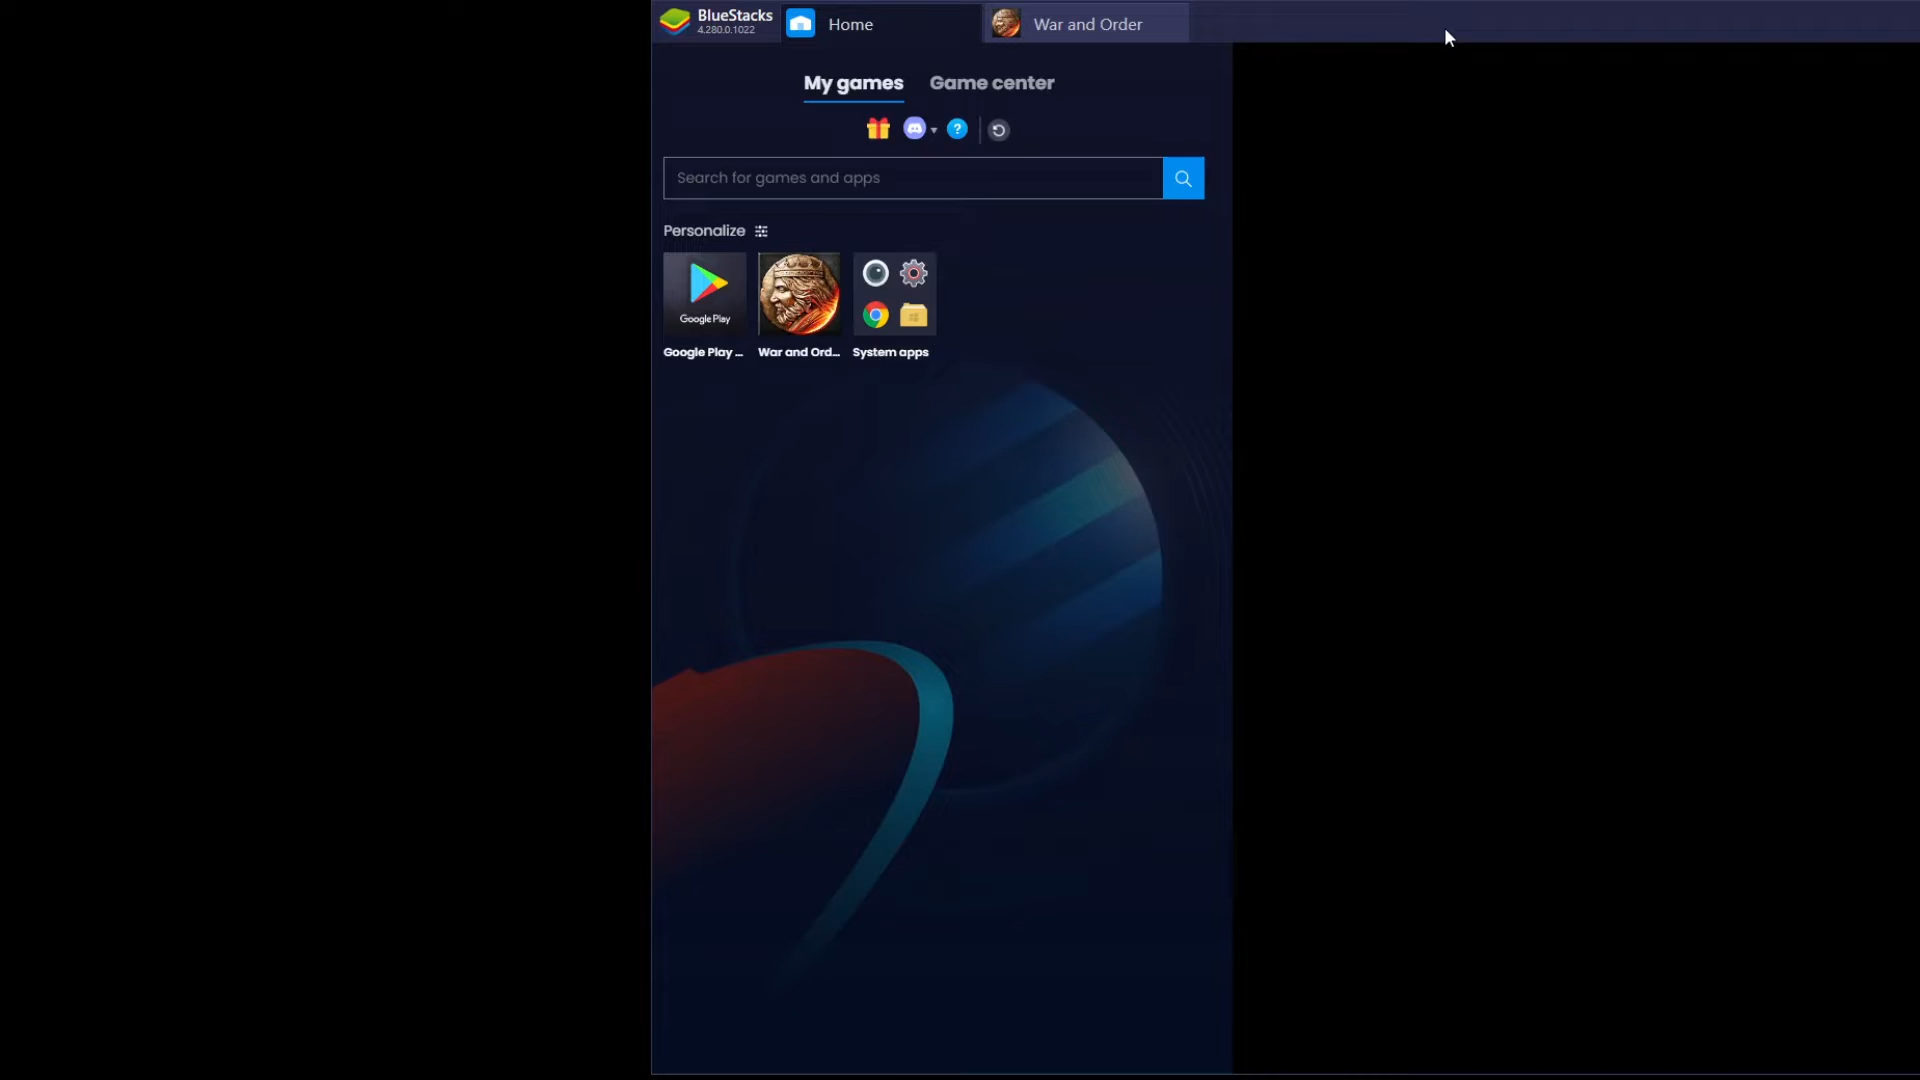 BlueStacks
4.280.0.1022
Home
War and Order
My games
Game center
?
Search for games and apps
Personalize
Google Play
Google Play ...
War and Ord...
System apps